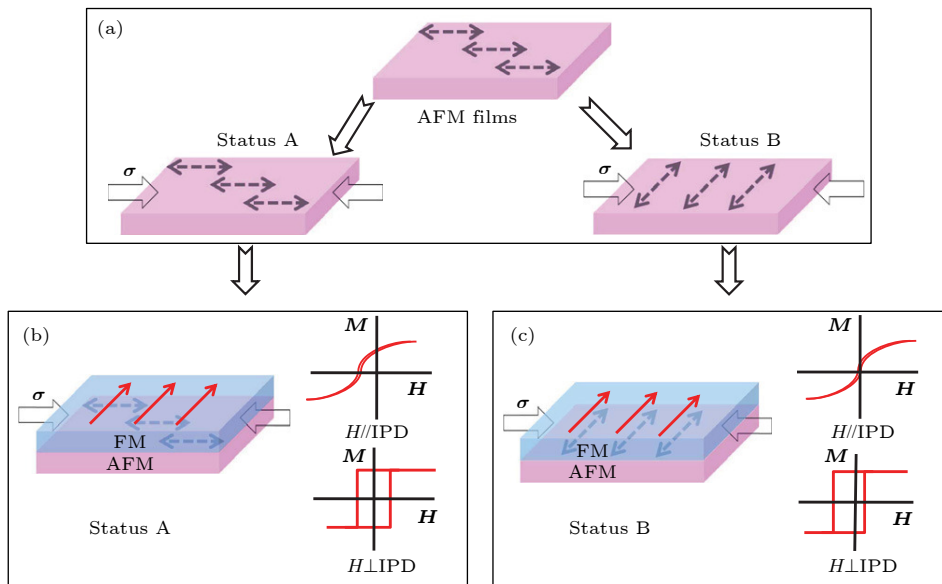 (a)
AFM films
Status A
Status B
σ
σ
(b)
M
H
σ
H//IPD
FM
AFM
M
H
Status A
H⊥IPD
(c)
M
H
σ
H//IPD
FM
AFM
M
H
Status B
H⊥IPD